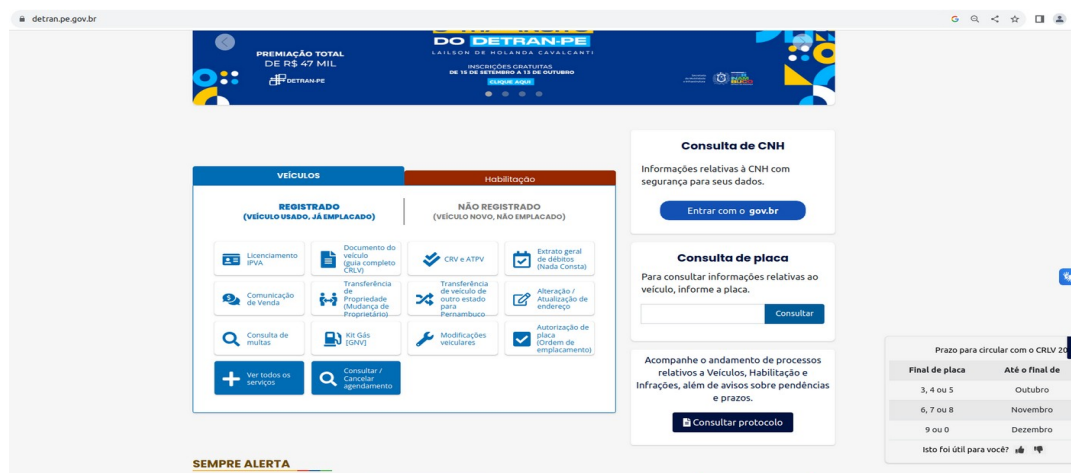 detran.pe.gov.br
DO DETRAN-PE
LAILSON DE HOLANDA CAVALCANTI
PREMIAÇÃO TOTAL
DE R$ 47 MIL
DETRAN-PE
INSCRIÇÕES GRATUITAS
DE 15 DE SETEMBRO A 13 DE OUTUBRO
CLIQUE AQUI
VEÍCULOS
Habilitação
REGISTRADO
(VEÍCULO USADO, JÁ EMPLACADO)
NÃO REGISTRADO
(VEÍCULO NOVO, NÃO EMPLACADO)
Licenciamento
IPVA
Documento do
veículo
(guia completo
CRLV)
CRV e ATPV
Extrato geral
de débitos
(Nada Consta)
Comunicação
de Venda
Transferência
de
Propriedade
(Mudança de
Proprietário)
Transferência
de veículo de
outro estado
para
Pernambuco
Alteração /
Atualização de
endereço
Consulta de
multas
Kit Gás
[GNV]
Modificações
veiculares
Autorização de
placa
(Ordem de
emplacamento)
Ver todos os
serviços
Consultar /
Cancelar
agendamento
Consulta de CNH
Informações relativas à CNH com
segurança para seus dados.
Entrar com o gov.br
Consulta de placa
Para consultar informações relativas ao
veículo, informe a placa.
Consultar
Acompanhe o andamento de processos
relativos a Veículos, Habilitação e
Infrações, além de avisos sobre pendências
e prazos.
Consultar protocolo
Prazo para circular com o CRLV 20
Final de placa Até o final de
3, 4 ou 5 Outubro
6, 7 ou 8 Novembro
9 ou 0 Dezembro
Isto foi útil para você?
SEMPRE ALERTA